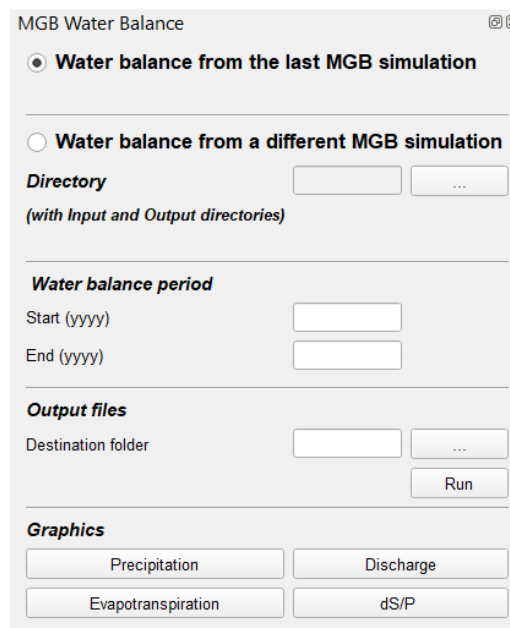 MGB Water Balance
Water balance from the last MGB simulation
Water balance from a different MGB simulation
Directory
...
(with Input and Output directories)
Water balance period
Start (yyyy)
End (yyyy)
Output files
Destination folder
...
Run
Graphics
Precipitation
Discharge
Evapotranspiration
dS/P